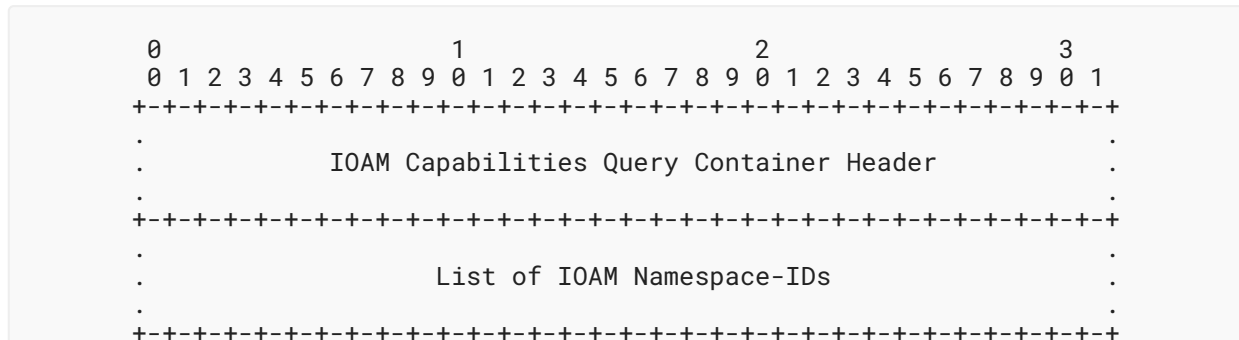 0                   1                   2                   3
 0 1 2 3 4 5 6 7 8 9 0 1 2 3 4 5 6 7 8 9 0 1 2 3 4 5 6 7 8 9 0 1
+-+-+-+-+-+-+-+-+-+-+-+-+-+-+-+-+-+-+-+-+-+-+-+-+-+-+-+-+-+-+-+-+
.                                                               .
.            IOAM Capabilities Query Container Header           .
.                                                               .
+-+-+-+-+-+-+-+-+-+-+-+-+-+-+-+-+-+-+-+-+-+-+-+-+-+-+-+-+-+-+-+-+
.                                                               .
.                   List of IOAM Namespace-IDs                  .
.                                                               .
+-+-+-+-+-+-+-+-+-+-+-+-+-+-+-+-+-+-+-+-+-+-+-+-+-+-+-+-+-+-+-+-+